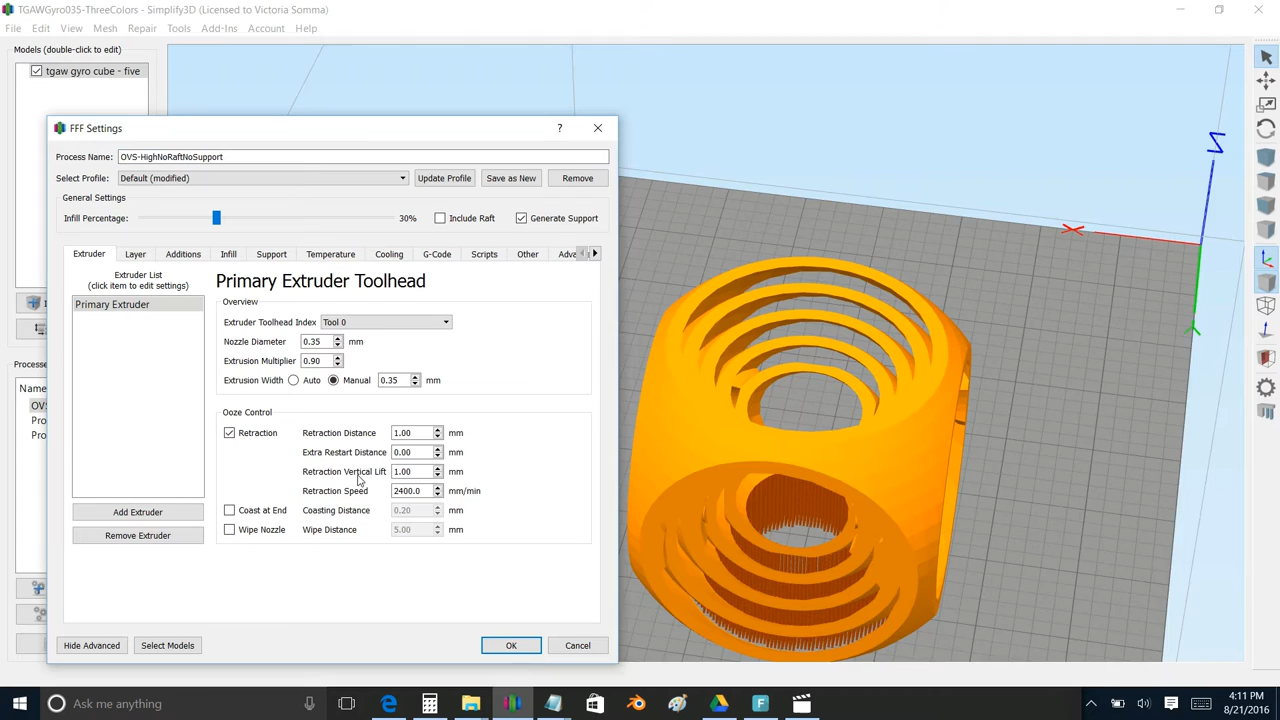 TGAWGyro035-ThreeColors - Simplify3D (Licensed to Victoria Somma)
File Edit View Mesh Repair Tools Add-Ins Account Help
Models (double-click to edit)
tgaw gyro cube - five
FFF Settings
?
Process Name: OVS-HighNoRaftNoSupport
Select Profile: Default (modified) Update Profile Save as New Remove
General Settings
Infill Percentage: 30% Include Raft Generate Support
Extruder Layer Additions Infill Support Temperature Cooling G-Code Scripts Other Adva
Extruder List
(click item to edit settings)
Primary Extruder
Add Extruder
Remove Extruder
Primary Extruder Toolhead
Overview
Extruder Toolhead Index Tool 0
Nozzle Diameter 0.35 mm
Extrusion Multiplier 0.90
Extrusion Width Auto Manual 0.35 mm
Ooze Control
Retraction Retraction Distance 1.00 mm
Extra Restart Distance 0.00 mm
Retraction Vertical Lift 1.00 mm
Retraction Speed 2400.0 mm/min
Coast at End Coasting Distance 0.20 mm
Wipe Nozzle Wipe Distance 5.00 mm
Hide Advanced Select Models OK Cancel
Processe
Nam
OVS
Pro
Pro
Ask me anything
4:11 PM
8/21/2016